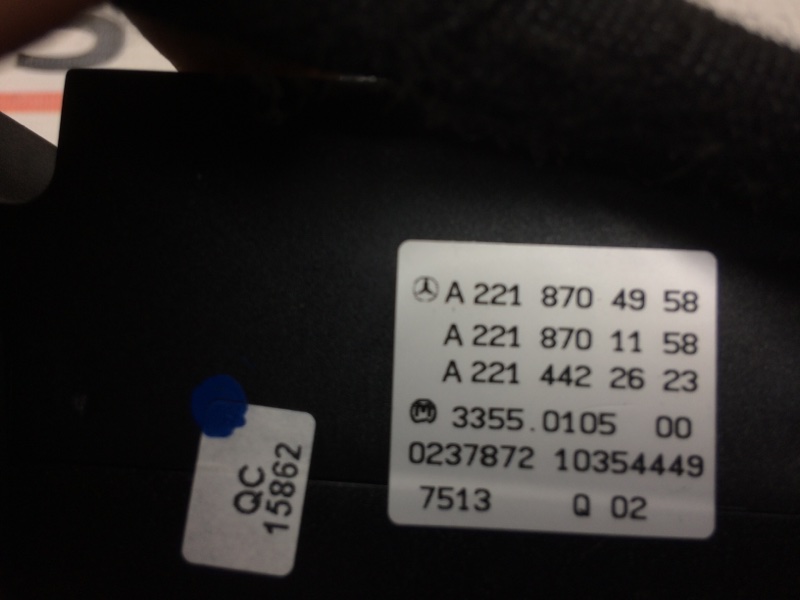 A 221 870 49 58
A 221 870 11 58
A 221 442 26 23
M 3355.0105 00
0237872 10354449
7513 Q 02
QC
15862